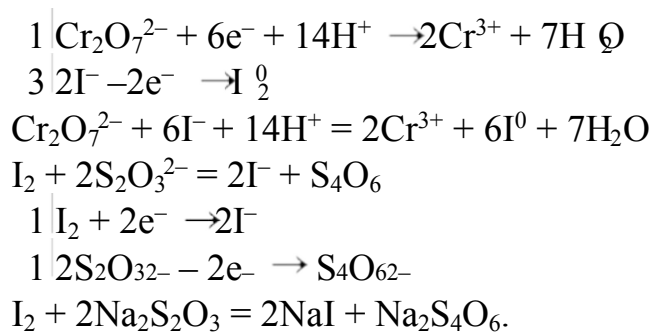 1 Cr₂O₇²⁻ + 6e⁻ + 14H⁺ →2Cr³⁺ + 7H₂O
3 2I⁻ –2e⁻ →I₂⁰
Cr₂O₇²⁻ + 6I⁻ + 14H⁺ = 2Cr³⁺ + 6I⁰ + 7H₂O
I₂ + 2S₂O₃²⁻ = 2I⁻ + S₄O₆
1 I₂ + 2e⁻ →2I⁻
1 2S₂O₃₂₋ – 2e₋ → S₄O₆₂₋
I₂ + 2Na₂S₂O₃ = 2NaI + Na₂S₄O₆.